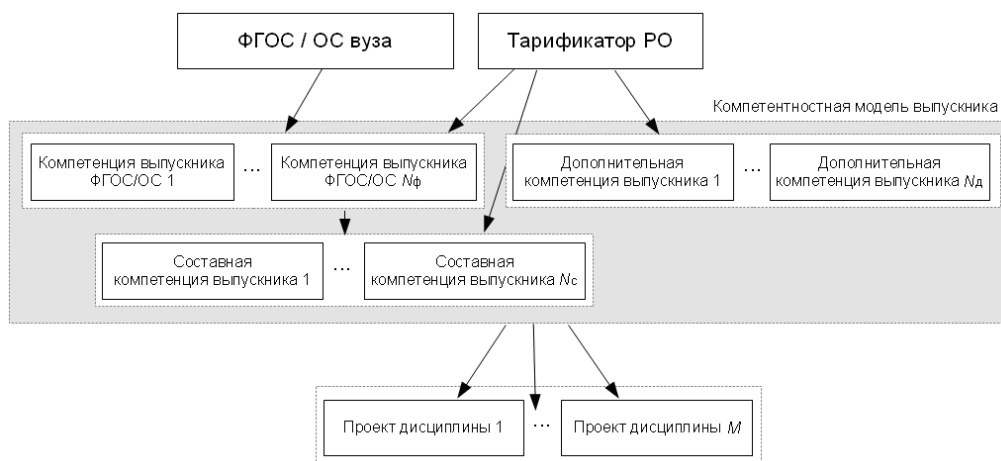 ФГОС / ОС вуза
Тарификатор РО
Компетентностная модель выпускника
Компетенция выпускника
ФГОС/ОС 1
...
Компетенция выпускника
ФГОС/ОС Nф
Дополнительная
компетенция выпускника 1
...
Дополнительная
компетенция выпускника Nд
Составная
компетенция выпускника 1
...
Составная
компетенция выпускника Nс
Проект дисциплины 1
...
Проект дисциплины M